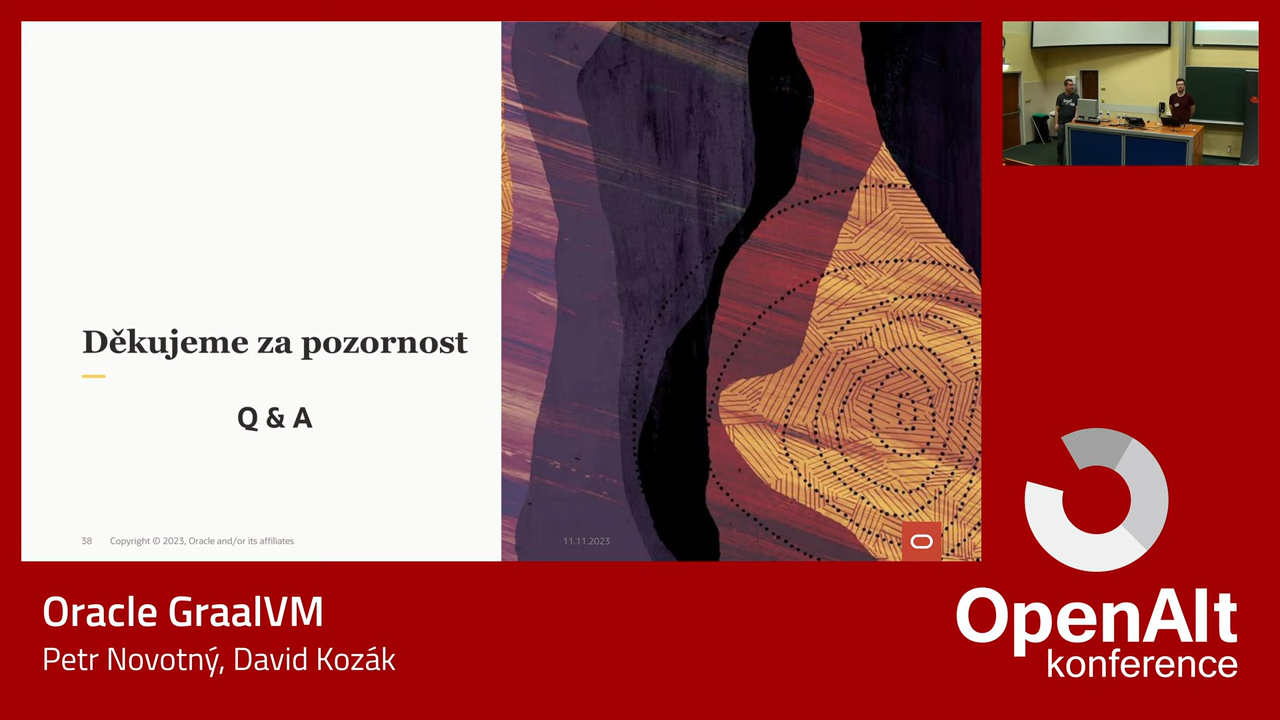 Děkujeme za pozornost
Q & A
38 Copyright © 2023, Oracle and/or its affiliates
11.11.2023
Oracle GraalVM
Petr Novotný, David Kozák
OpenAlt
konference